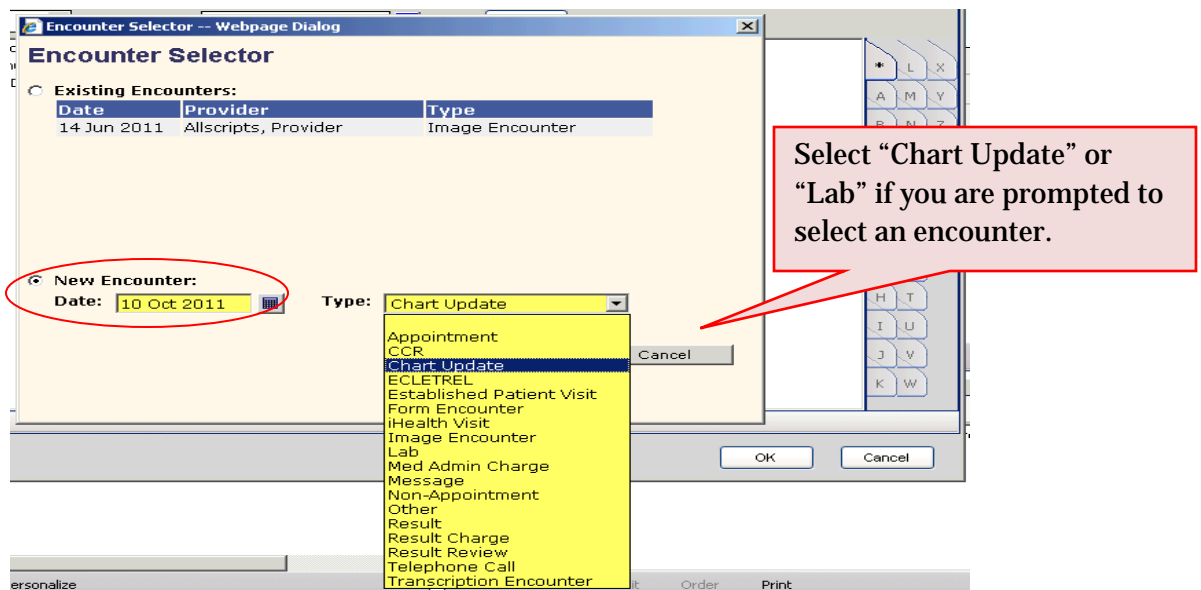 Encounter Selector -- Webpage Dialog
Encounter Selector
Existing Encounters:
Date Provider Type
14 Jun 2011 Allscripts, Provider Image Encounter
* L X
A M Y
B N Z
Select “Chart Update” or
“Lab” if you are prompted to
select an encounter.
New Encounter:
Date: 10 Oct 2011 Type: Chart Update
H T
I U
J V
K W
Appointment
CCR
Cancel
Chart Update
ECLETREL
Established Patient Visit
Form Encounter
iHealth Visit
Image Encounter
Lab
Med Admin Charge
Message
Non-Appointment
Other
Result
Result Charge
Result Review
Telephone Call
Transcription Encounter
OK Cancel
ersonalize Order Print